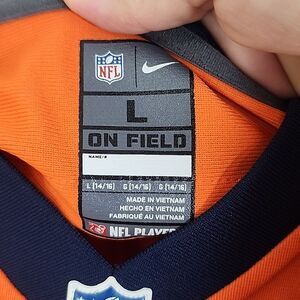 NFL
L
ON FIELD
NAME/#
L (14/16) G (14/16) G (14/16)
MADE IN VIETNAM
HECHO EN VIETNAM
FABRIQUÉ AU VIETNAM
NFL PLAYE